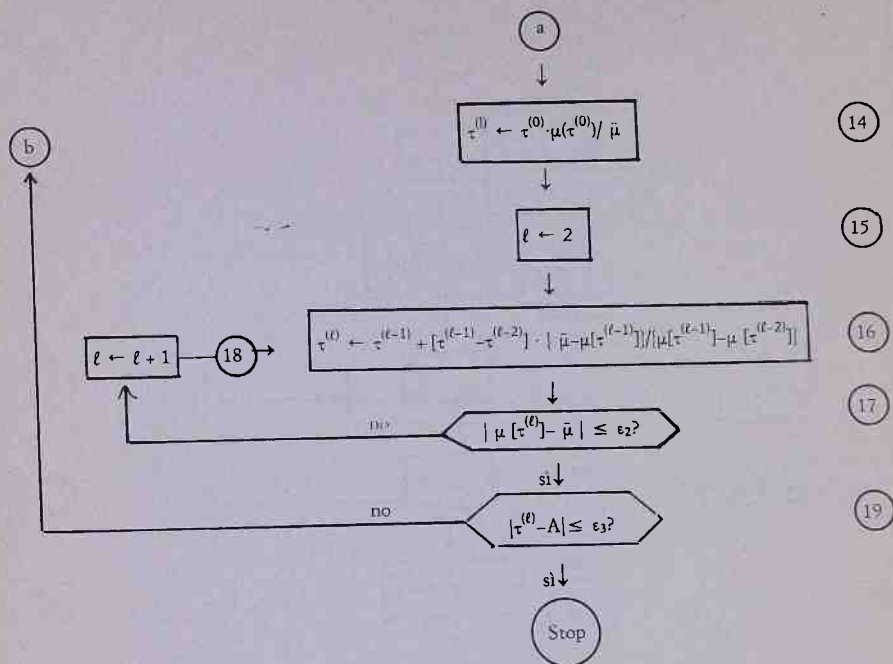 a
τ^(1) ← τ^(0)·μ(τ^(0))/ μ̄
14
b
ℓ ← 2
15
τ^(ℓ) ← τ^(ℓ-1) + [τ^(ℓ-1)-τ^(ℓ-2)] · { μ̄-μ[τ^(ℓ-1)]}/{μ[τ^(ℓ-1)]-μ [τ^(ℓ-2)]}
16
ℓ ← ℓ + 1
18
17
no
| μ [τ^(ℓ)]- μ̄ | ≤ ε₂?
sì
no
|τ^(ℓ)-A| ≤ ε₃?
19
sì
Stop